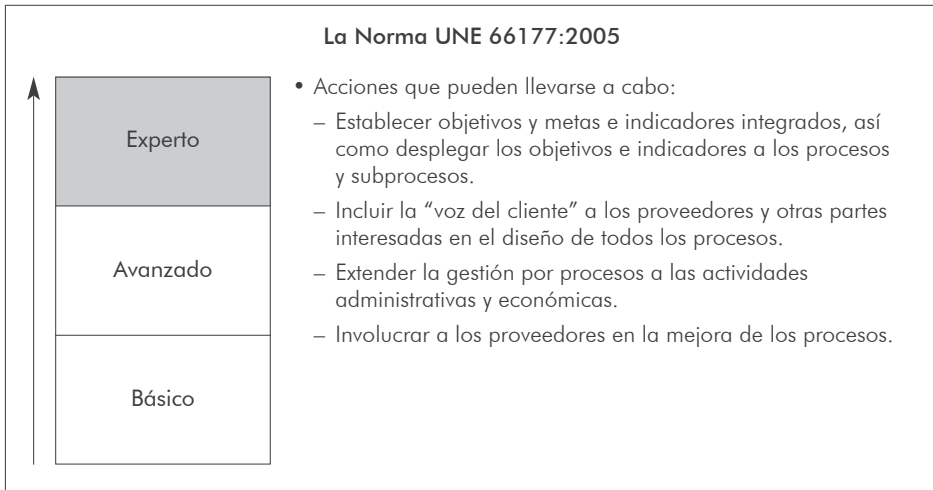 La Norma UNE 66177:2005
Experto
Avanzado
Básico
• Acciones que pueden llevarse a cabo:
– Establecer objetivos y metas e indicadores integrados, así
como desplegar los objetivos e indicadores a los procesos
y subprocesos.
– Incluir la “voz del cliente” a los proveedores y otras partes
interesadas en el diseño de todos los procesos.
– Extender la gestión por procesos a las actividades
administrativas y económicas.
– Involucrar a los proveedores en la mejora de los procesos.